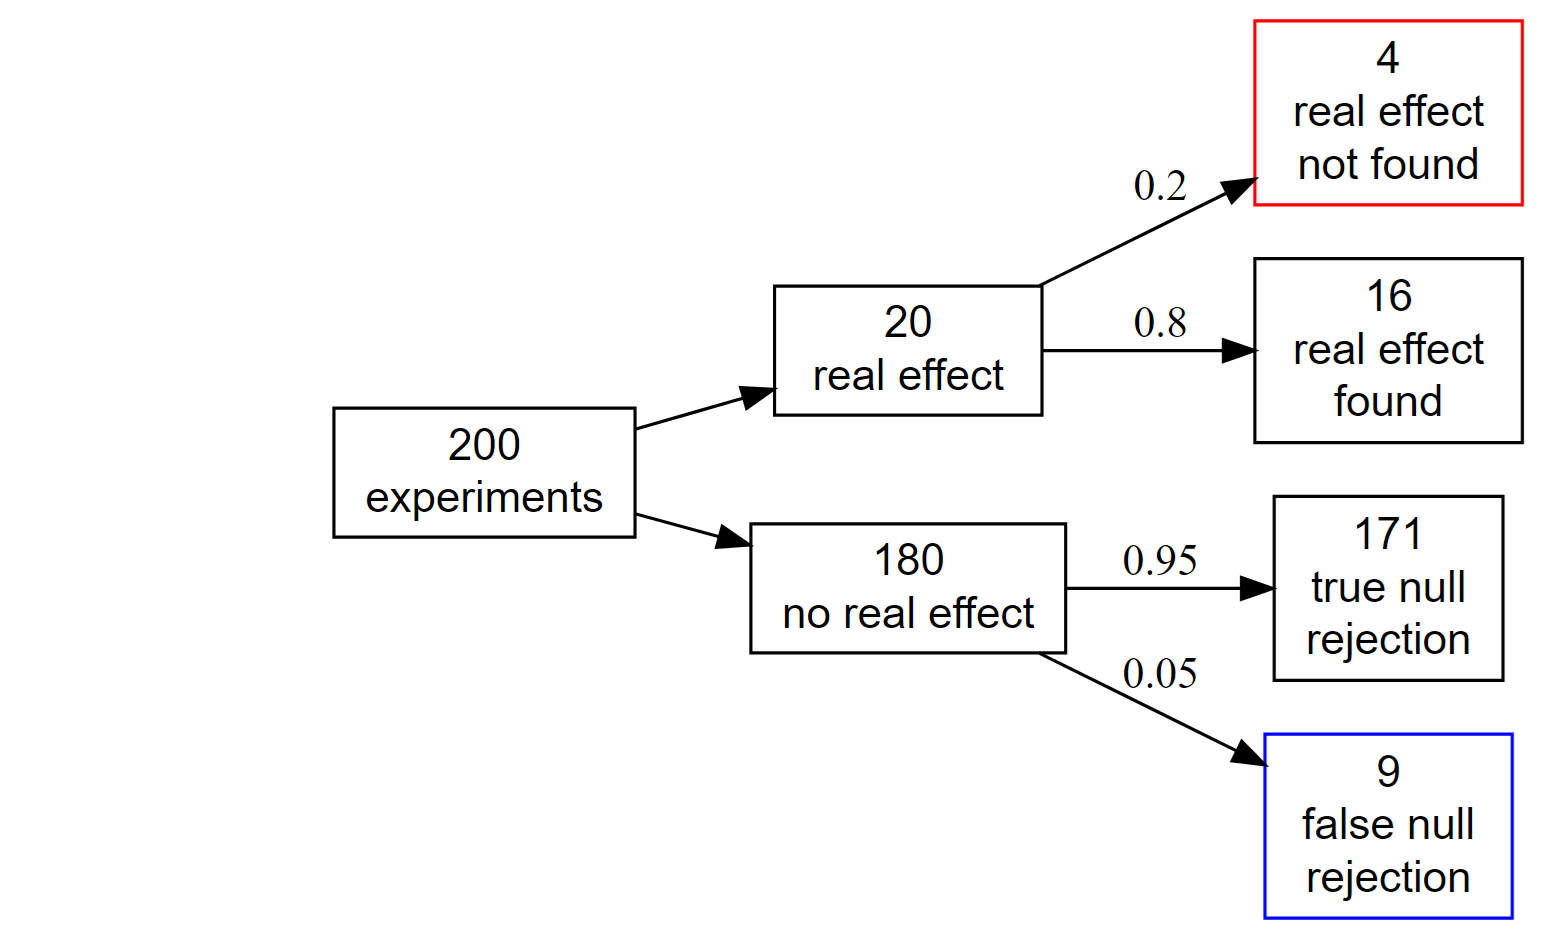 200
experiments
20
real effect
180
no real effect
0.2
0.8
0.95
0.05
4
real effect
not found
16
real effect
found
171
true null
rejection
9
false null
rejection